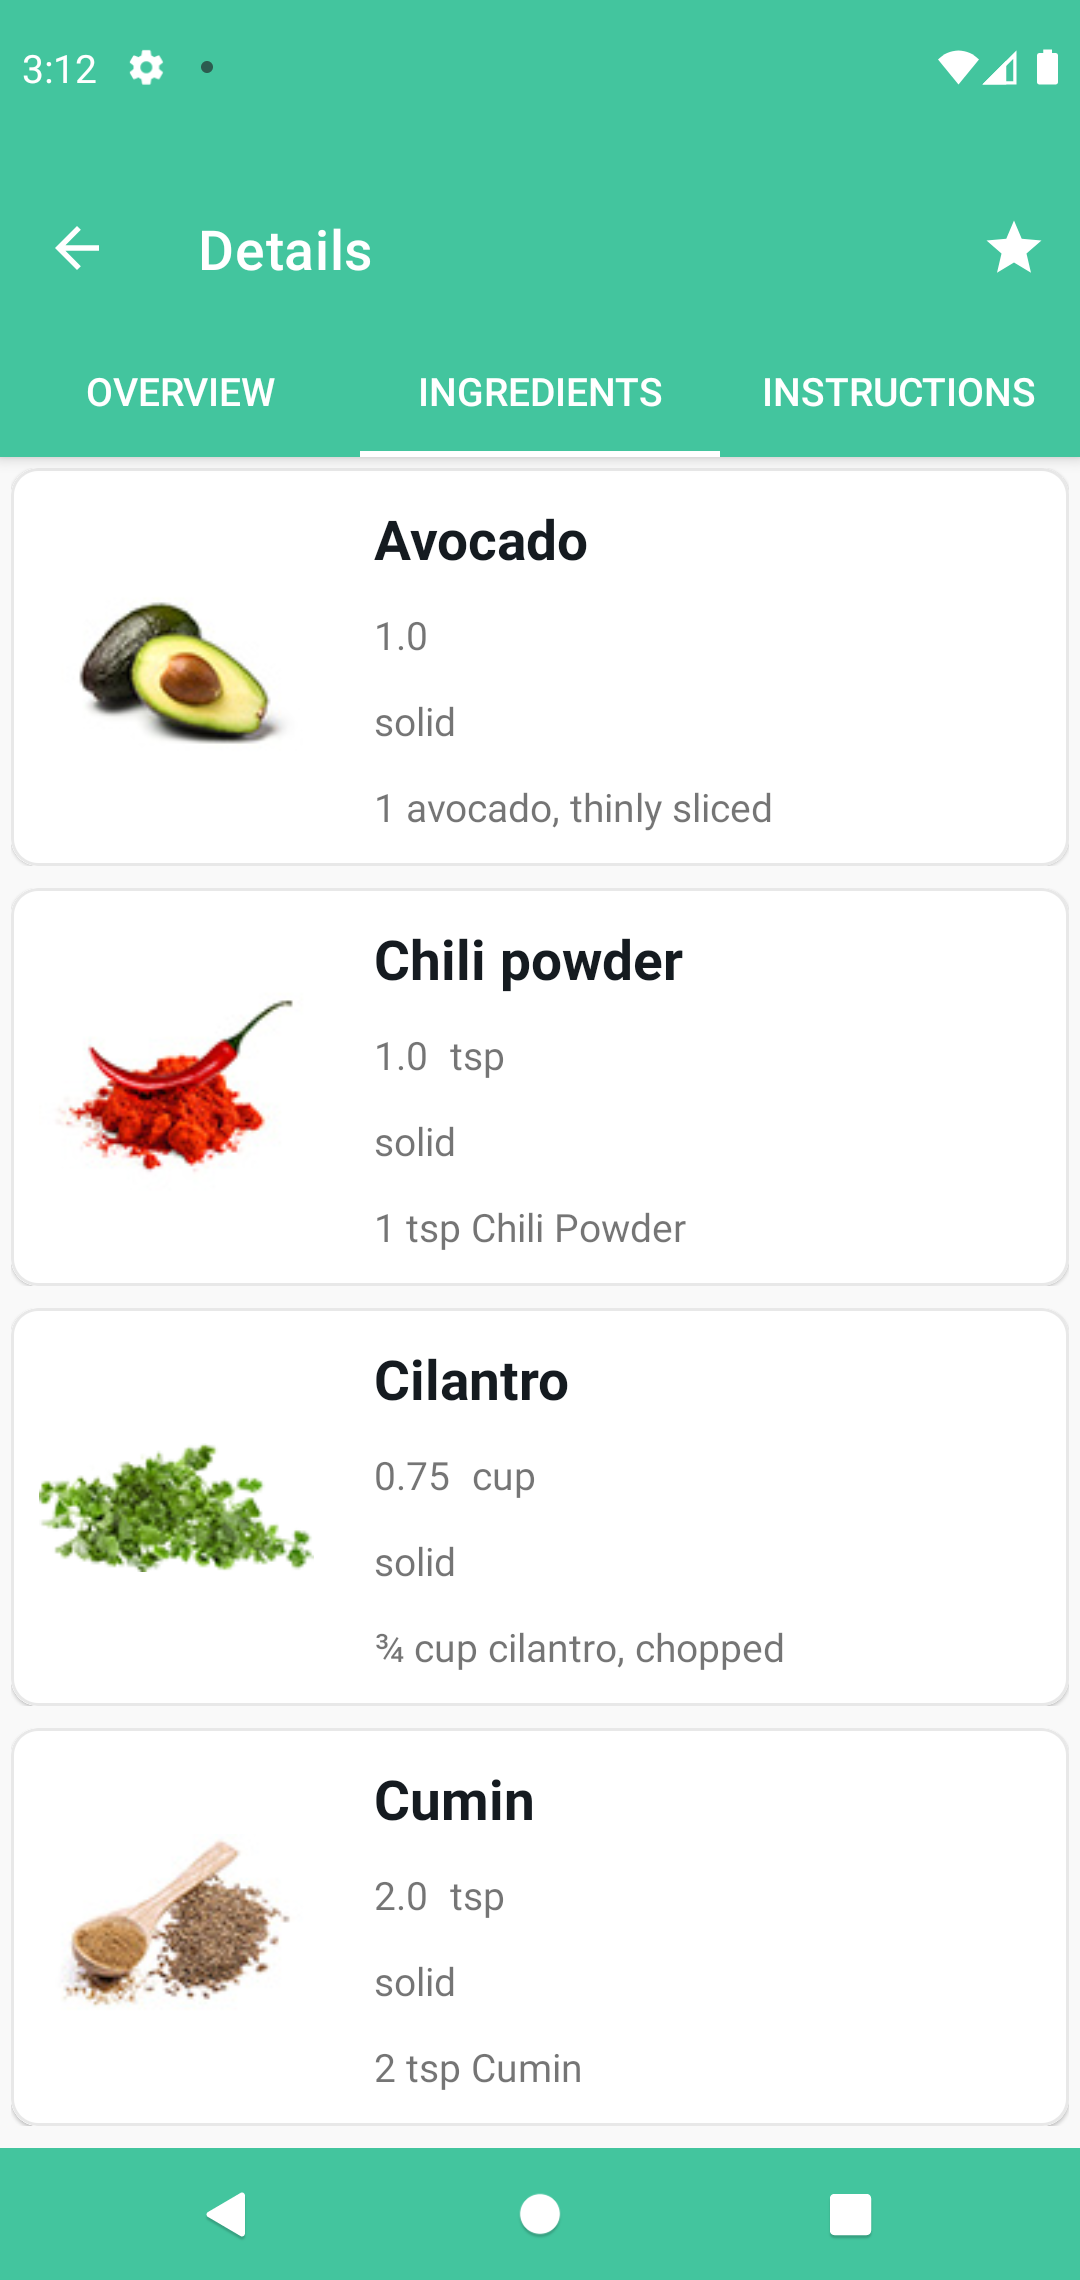 3:12
Details
OVERVIEW INGREDIENTS INSTRUCTIONS
Avocado
1.0
solid
1 avocado, thinly sliced
Chili powder
1.0 tsp
solid
1 tsp Chili Powder
Cilantro
0.75 cup
solid
¾ cup cilantro, chopped
Cumin
2.0 tsp
solid
2 tsp Cumin